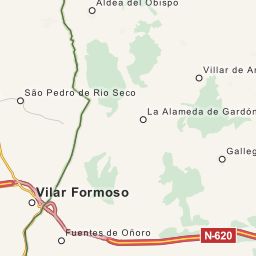 Aldea del Obispo
Villar de Ar
São Pedro de Rio Seco
La Alameda de Gardón
Galleg
Vilar Formoso
N-620
Fuentes de Oñoro